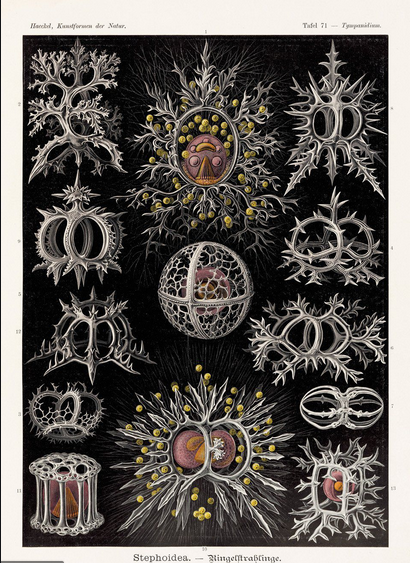 Haeckel, Kunstformen der Natur.
Tafel 71 — Tympanidium.
Stephoidea. — Ringelstrahlinge.